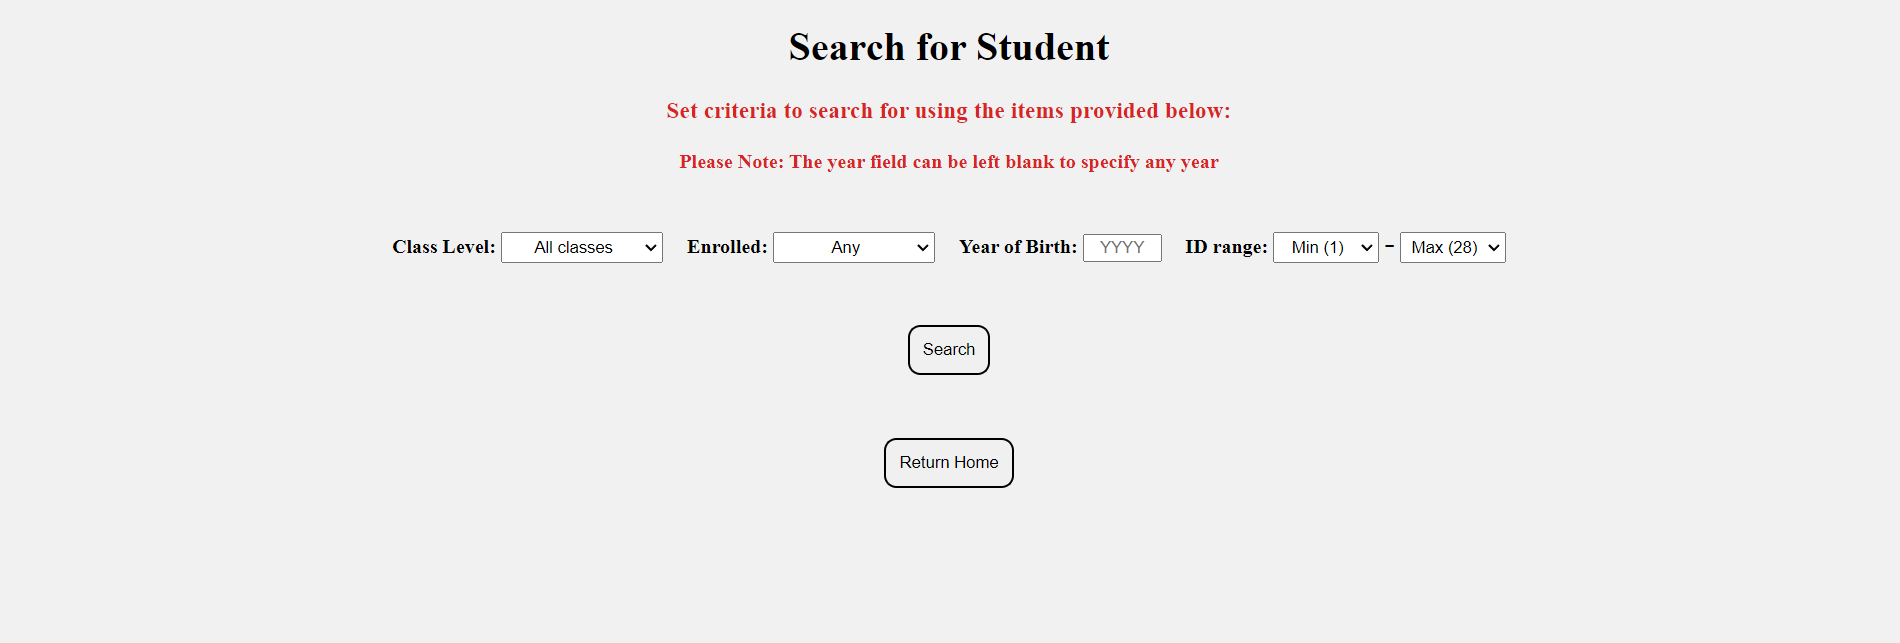 Search for Student
Set criteria to search for using the items provided below:
Please Note: The year field can be left blank to specify any year
Class Level: All classes Enrolled: Any Year of Birth: YYYY ID range: Min (1) - Max (28)
Search
Return Home